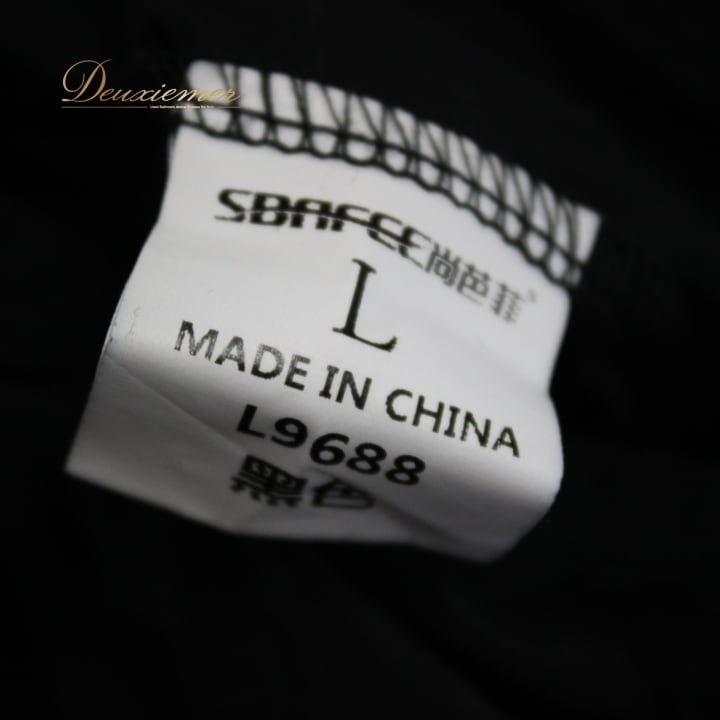 Deuxiemer
SBAFEE尚芭菲
L
MADE IN CHINA
L9688
黑色